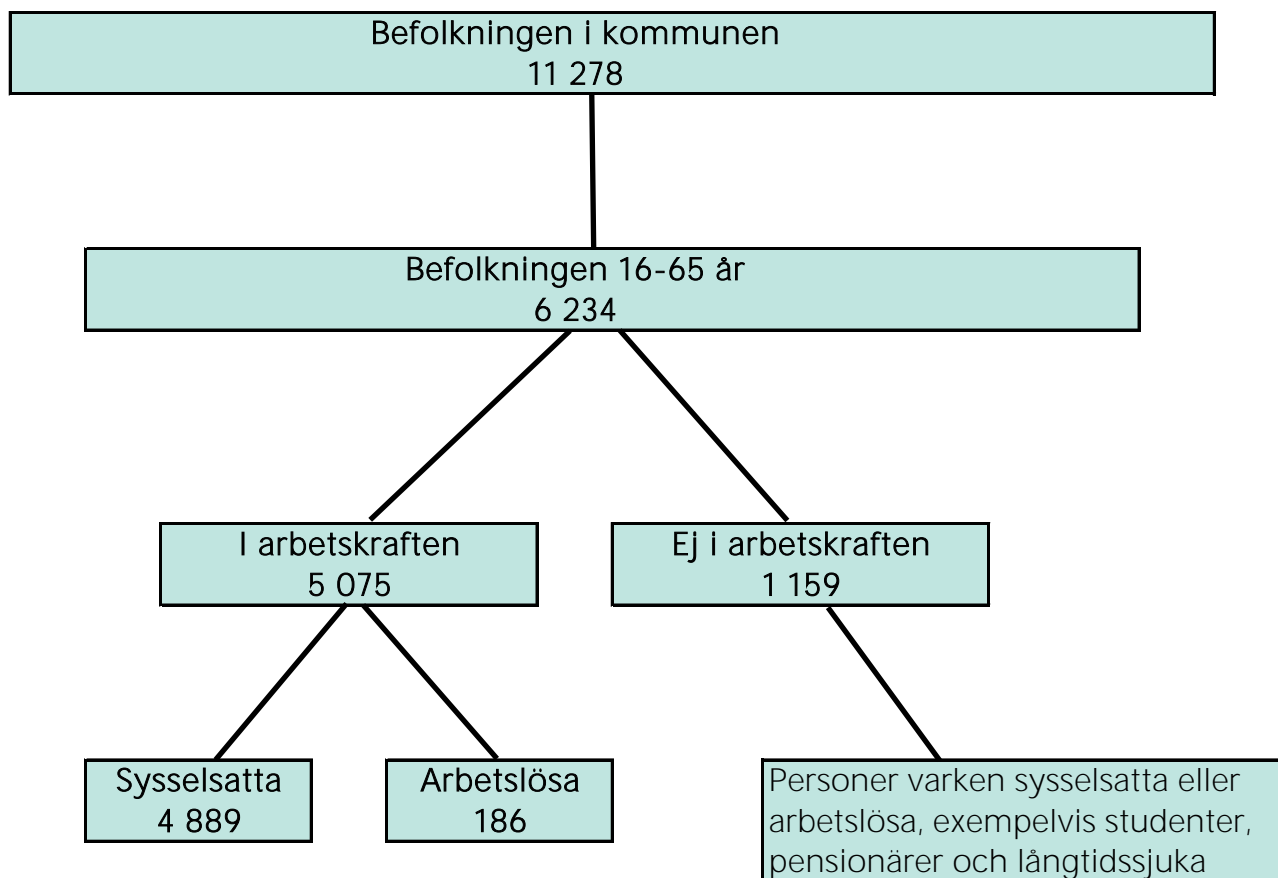 Befolkningen i kommunen
11 278
Befolkningen 16-65 år
6 234
I arbetskraften
5 075
Ej i arbetskraften
1 159
Sysselsatta
4 889
Arbetslösa
186
Personer varken sysselsatta eller
arbetslösa, exempelvis studenter,
pensionärer och långtidssjuka